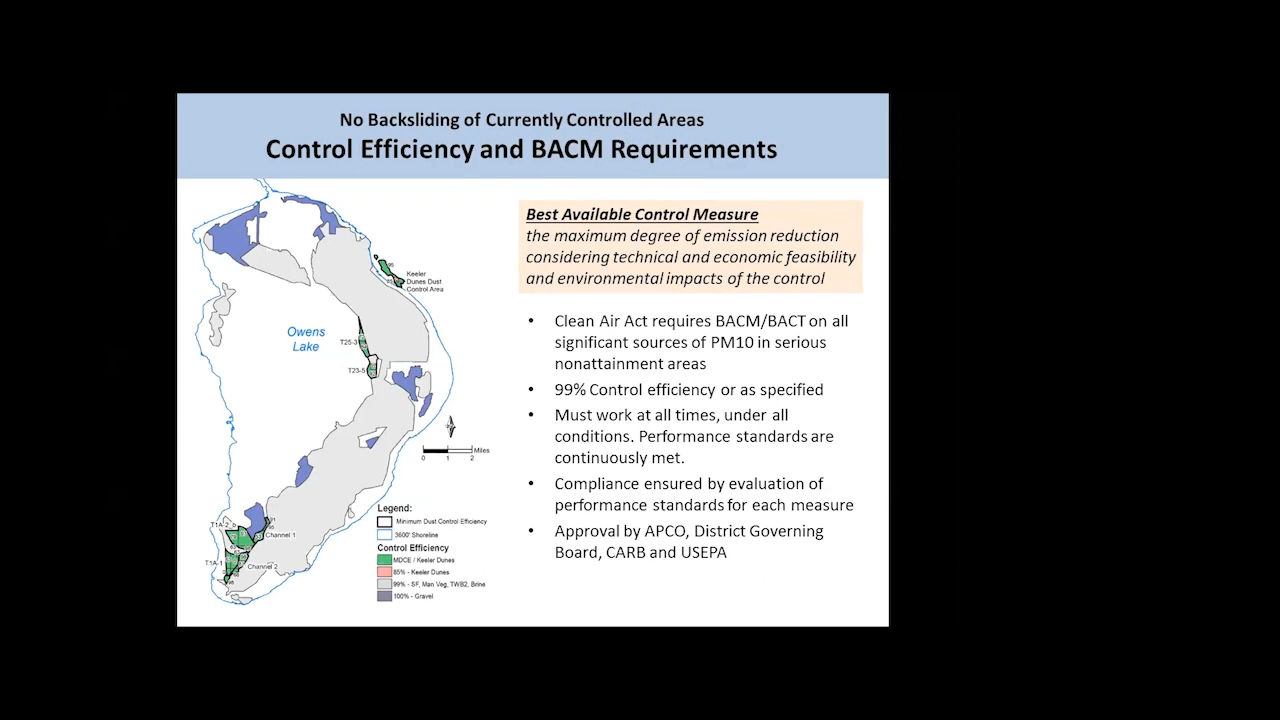 No Backsliding of Currently Controlled Areas
Control Efficiency and BACM Requirements
Best Available Control Measure
the maximum degree of emission reduction
considering technical and economic feasibility
and environmental impacts of the control
• Clean Air Act requires BACM/BACT on all
significant sources of PM10 in serious
nonattainment areas
• 99% Control efficiency or as specified
• Must work at all times, under all
conditions. Performance standards are
continuously met.
• Compliance ensured by evaluation of
performance standards for each measure
• Approval by APCO, District Governing
Board, CARB and USEPA
Keeler
Dunes Dust
Control Area
Owens
Lake
T25-3
T23-5
Miles
0 1 2
T1A-2_b
Channel 1
T1A-1
Channel 2
Legend:
Minimum Dust Control Efficiency
3600' Shoreline
Control Efficiency
MDCE / Keeler Dunes
85% - Keeler Dunes
99% - SF, Man Veg, TWB2, Brine
100% - Gravel